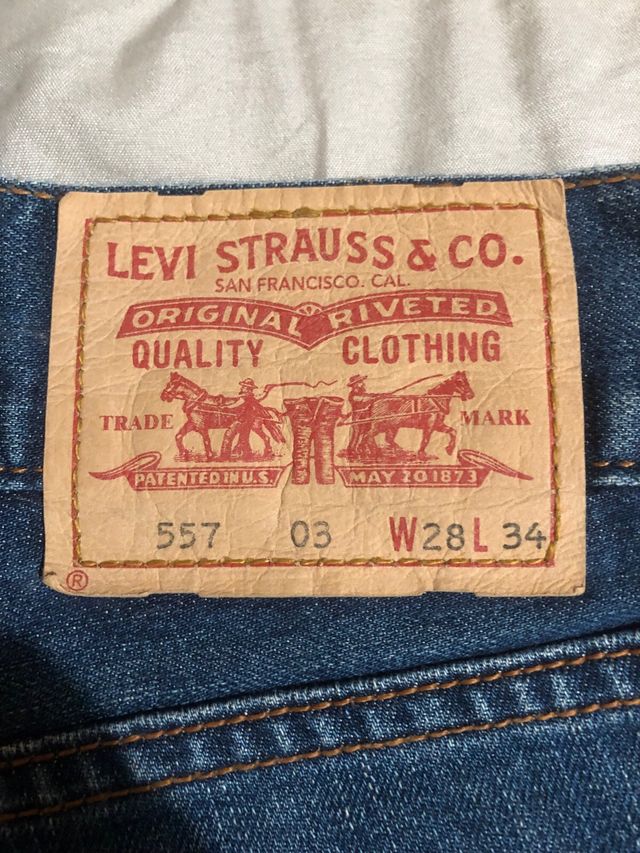 LEVI STRAUSS & CO.
SAN FRANCISCO. CAL.
ORIGINAL RIVETED
QUALITY CLOTHING
TRADE MARK
PATENTED IN U.S. MAY 20 1873
557 03 W28 L 34
®